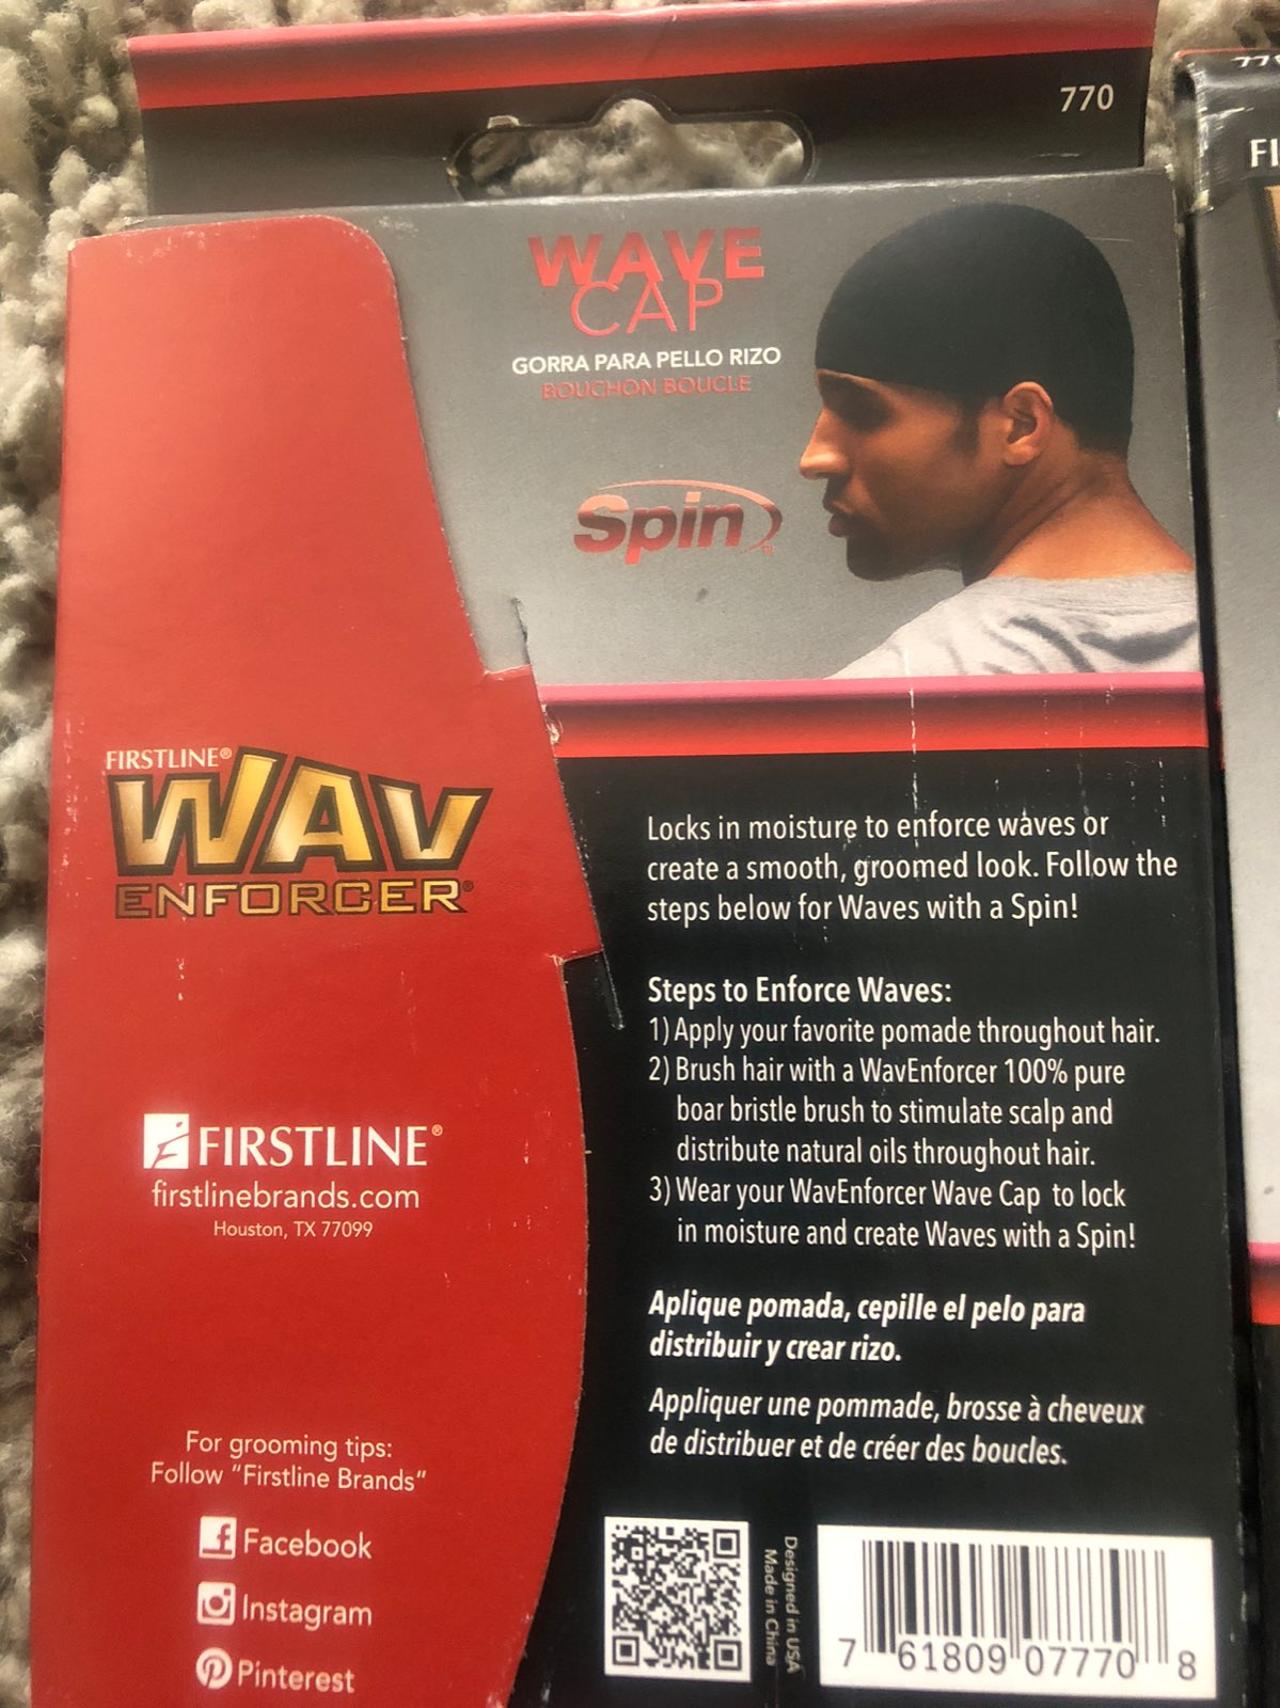 770
WAVE
CAP
GORRA PARA PELLO RIZO
BOUCHON BOUCLE
Spin®
FIRSTLINE®
WAV
ENFORCER®
Locks in moisture to enforce waves or
create a smooth, groomed look. Follow the
steps below for Waves with a Spin!
Steps to Enforce Waves:
1) Apply your favorite pomade throughout hair.
2) Brush hair with a WavEnforcer 100% pure
boar bristle brush to stimulate scalp and
distribute natural oils throughout hair.
3) Wear your WavEnforcer Wave Cap to lock
in moisture and create Waves with a Spin!
Aplique pomada, cepille el pelo para
distribuir y crear rizo.
Appliquer une pommade, brosse à cheveux
de distribuer et de créer des boucles.
FIRSTLINE®
firstlinebrands.com
Houston, TX 77099
For grooming tips:
Follow "Firstline Brands"
Facebook
Instagram
Pinterest
Designed in USA
Made in China
7 61809 07770 8
FI